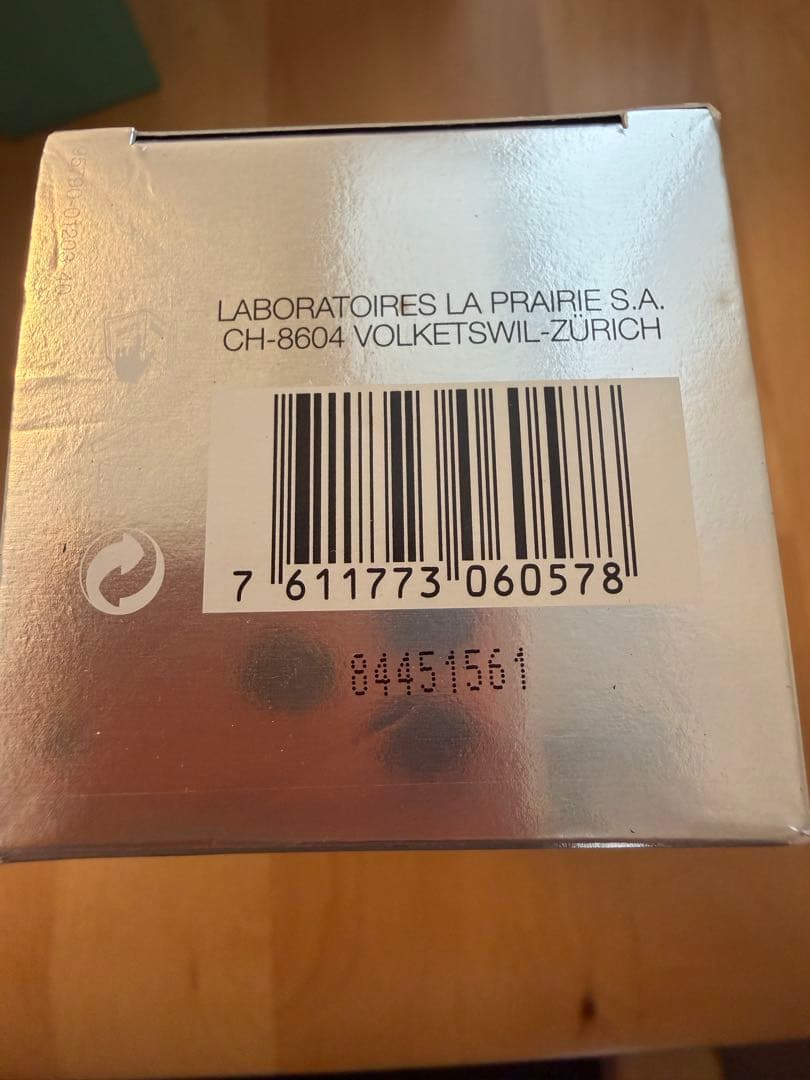 LABORATOIRES LA PRAIRIE S.A.
CH-8604 VOLKETSWIL-ZÜRICH
7 611773 060578
84451561